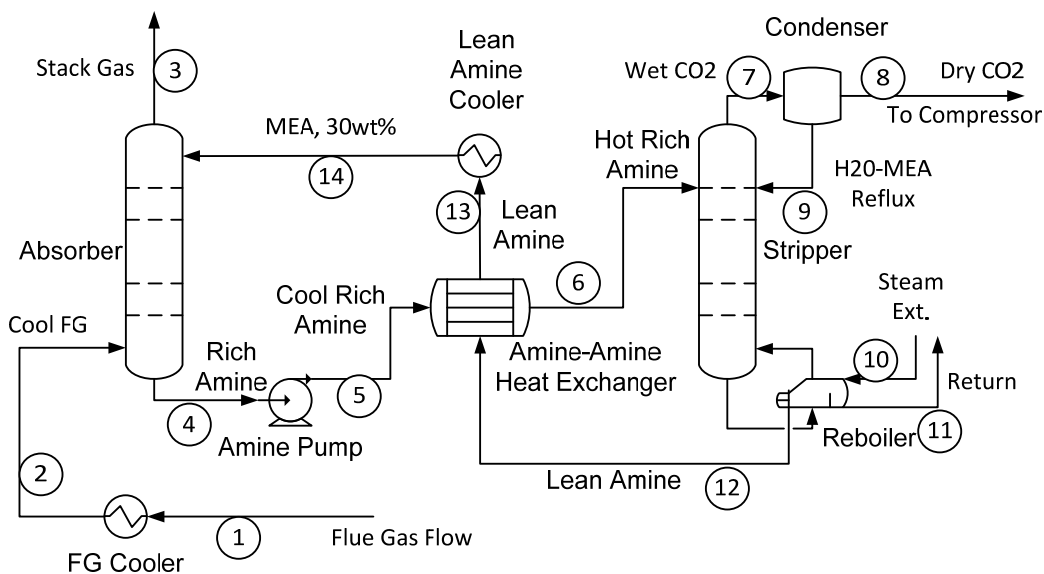 Stack Gas
3
Lean
Amine
Cooler
Condenser
Wet CO2
7
8
Dry CO2
To Compressor
MEA, 30wt%
14
Hot Rich
Amine
H20-MEA
Reflux
9
13
Lean
Amine
Absorber
Stripper
6
Cool Rich
Amine
Steam
Ext.
Cool FG
Rich
Amine
Amine-Amine
Heat Exchanger
10
Return
4
5
Amine Pump
Reboiler
11
2
Lean Amine
12
1
Flue Gas Flow
FG Cooler